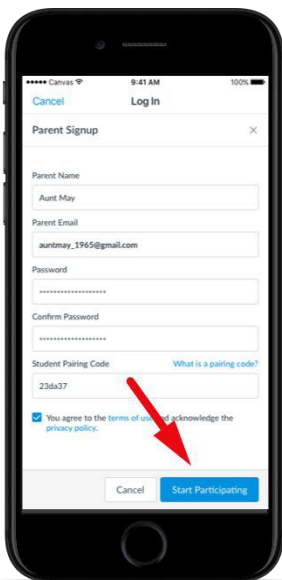 Canvas 9:41 AM 100%
Cancel Log In
Parent Signup ×
Parent Name
Aunt May
Parent Email
auntmay_1965@gmail.com
Password
••••••••••••••••••
Confirm Password
••••••••••••••••••
Student Pairing Code What is a pairing code?
23da37
You agree to the terms of use and acknowledge the
privacy policy.
Cancel Start Participating